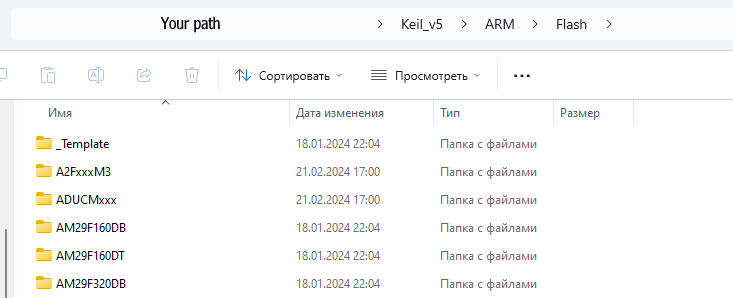 Your path > Keil_v5 > ARM > Flash >
Сортировать Просмотреть ...
Имя Дата изменения Тип Размер
_Template 18.01.2024 22:04 Папка с файлами
A2FxxxM3 21.02.2024 17:00 Папка с файлами
ADUCMxxx 21.02.2024 17:00 Папка с файлами
AM29F160DB 18.01.2024 22:04 Папка с файлами
AM29F160DT 18.01.2024 22:04 Папка с файлами
AM29F320DB 18.01.2024 22:04 Папка с файлами